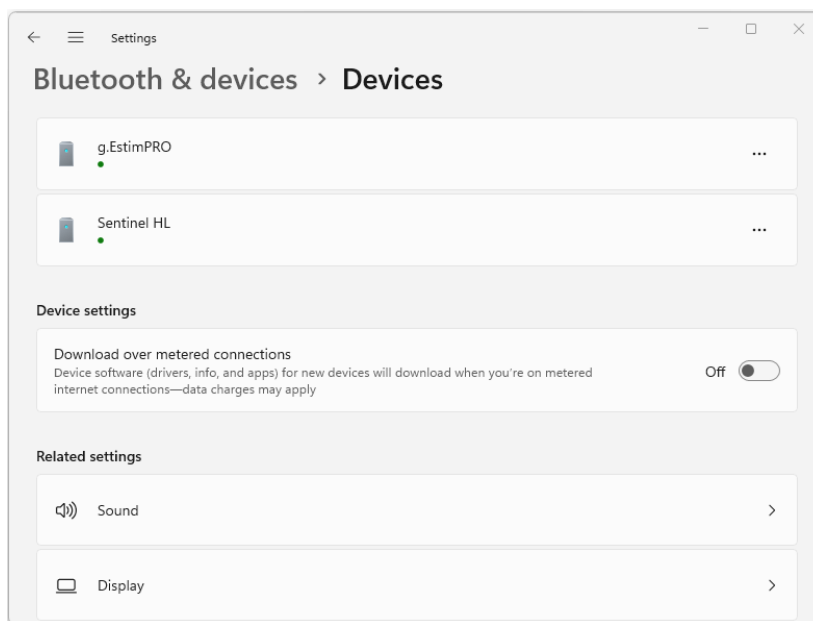 Settings
Bluetooth & devices › Devices
g.EstimPRO
...
Sentinel HL
...
Device settings
Download over metered connections
Device software (drivers, info, and apps) for new devices will download when you're on metered
internet connections—data charges may apply
Off
Related settings
Sound
Display